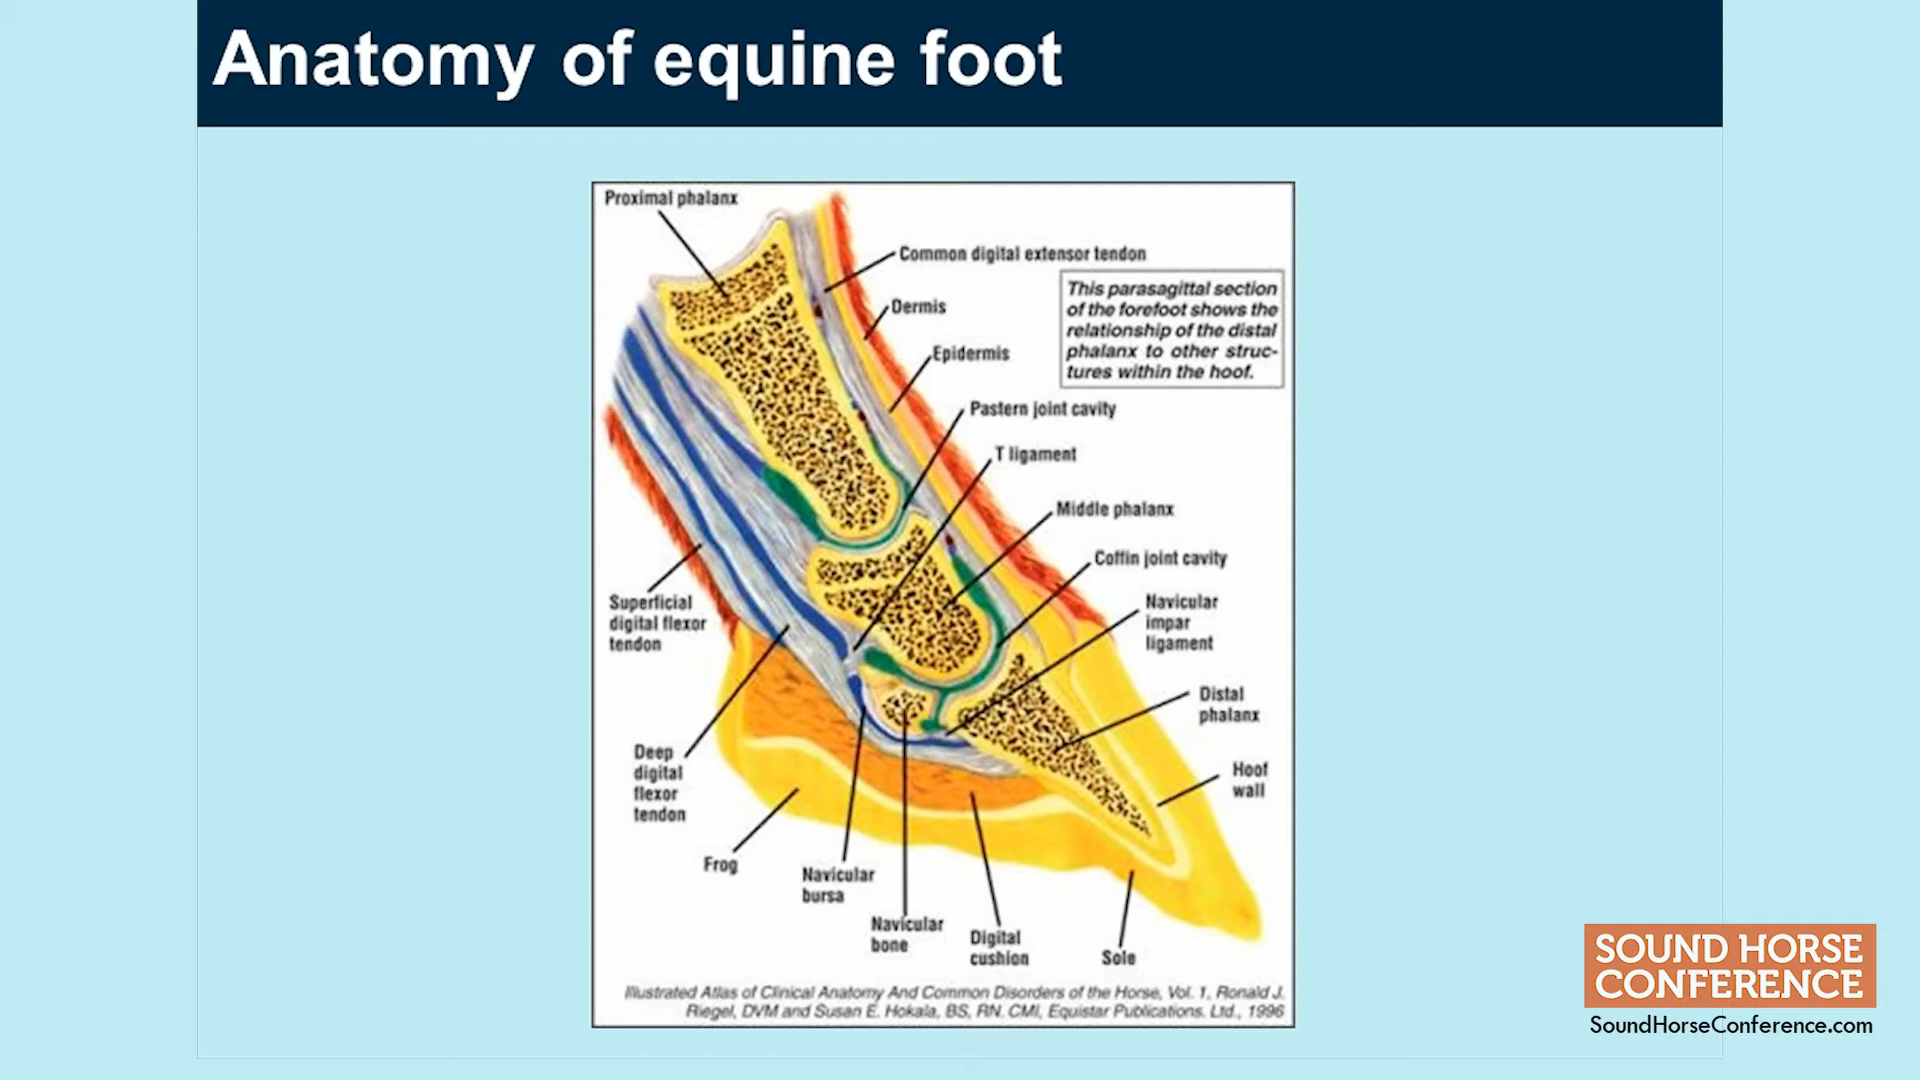 Anatomy of equine foot
Proximal phalanx
Common digital extensor tendon
This parasagittal section
of the forefoot shows the
relationship of the distal
phalanx to other struc-
tures within the hoof.
Dermis
Epidermis
Pastern joint cavity
T ligament
Middle phalanx
Coffin joint cavity
Navicular
impar
ligament
Superficial
digital flexor
tendon
Distal
phalanx
Deep
digital
flexor
tendon
Hoof
wall
Frog
Navicular
bursa
Navicular
bone
Digital
cushion
Sole
Illustrated Atlas of Clinical Anatomy And Common Disorders of the Horse, Vol. 1, Ronald J.
Riegel, DVM and Susan E. Hokala, BS, RN. CMI, Equistar Publications. Ltd., 1996
SOUND HORSE
CONFERENCE
SoundHorseConference.com